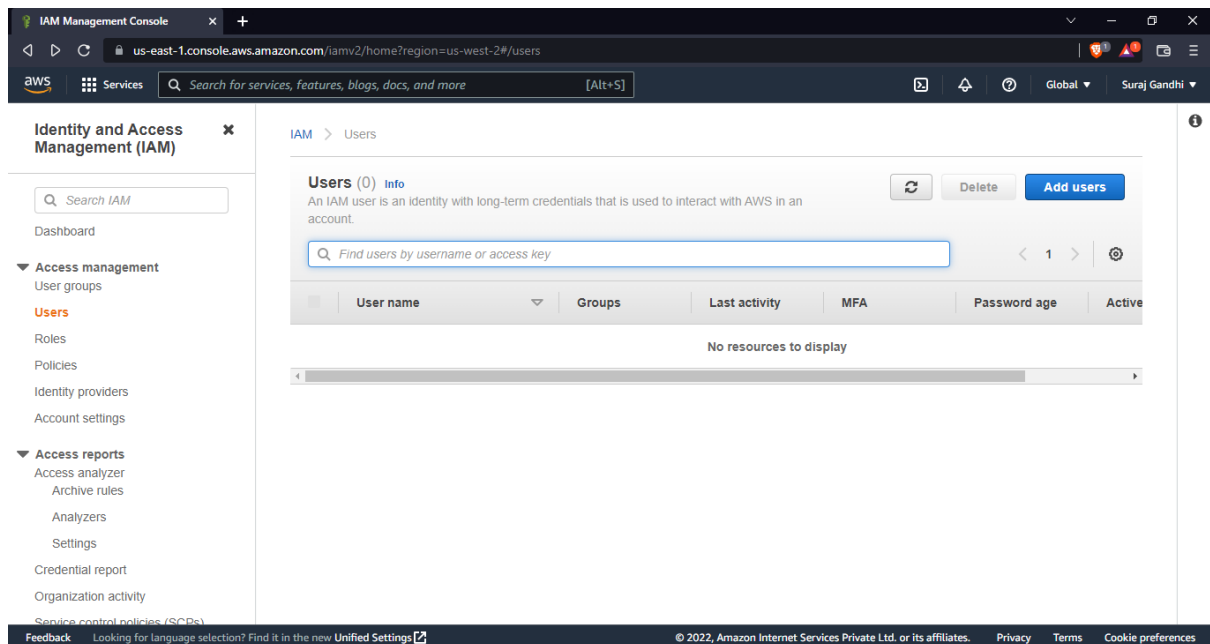 IAM Management Console
us-east-1.console.aws.amazon.com/iamv2/home?region=us-west-2#/users
1
1
aws
Services
Search for services, features, blogs, docs, and more [Alt+S]
Global
Suraj Gandhi
Identity and Access
Management (IAM)
Search IAM
Dashboard
Access management
User groups
Users
Roles
Policies
Identity providers
Account settings
Access reports
Access analyzer
Archive rules
Analyzers
Settings
Credential report
Organization activity
Service control policies (SCPs)
IAM > Users
Users (0) Info
An IAM user is an identity with long-term credentials that is used to interact with AWS in an
account.
Delete
Add users
Find users by username or access key
1
User name Groups Last activity MFA Password age Active
No resources to display
Feedback Looking for language selection? Find it in the new Unified Settings
© 2022, Amazon Internet Services Private Ltd. or its affiliates. Privacy Terms Cookie preferences